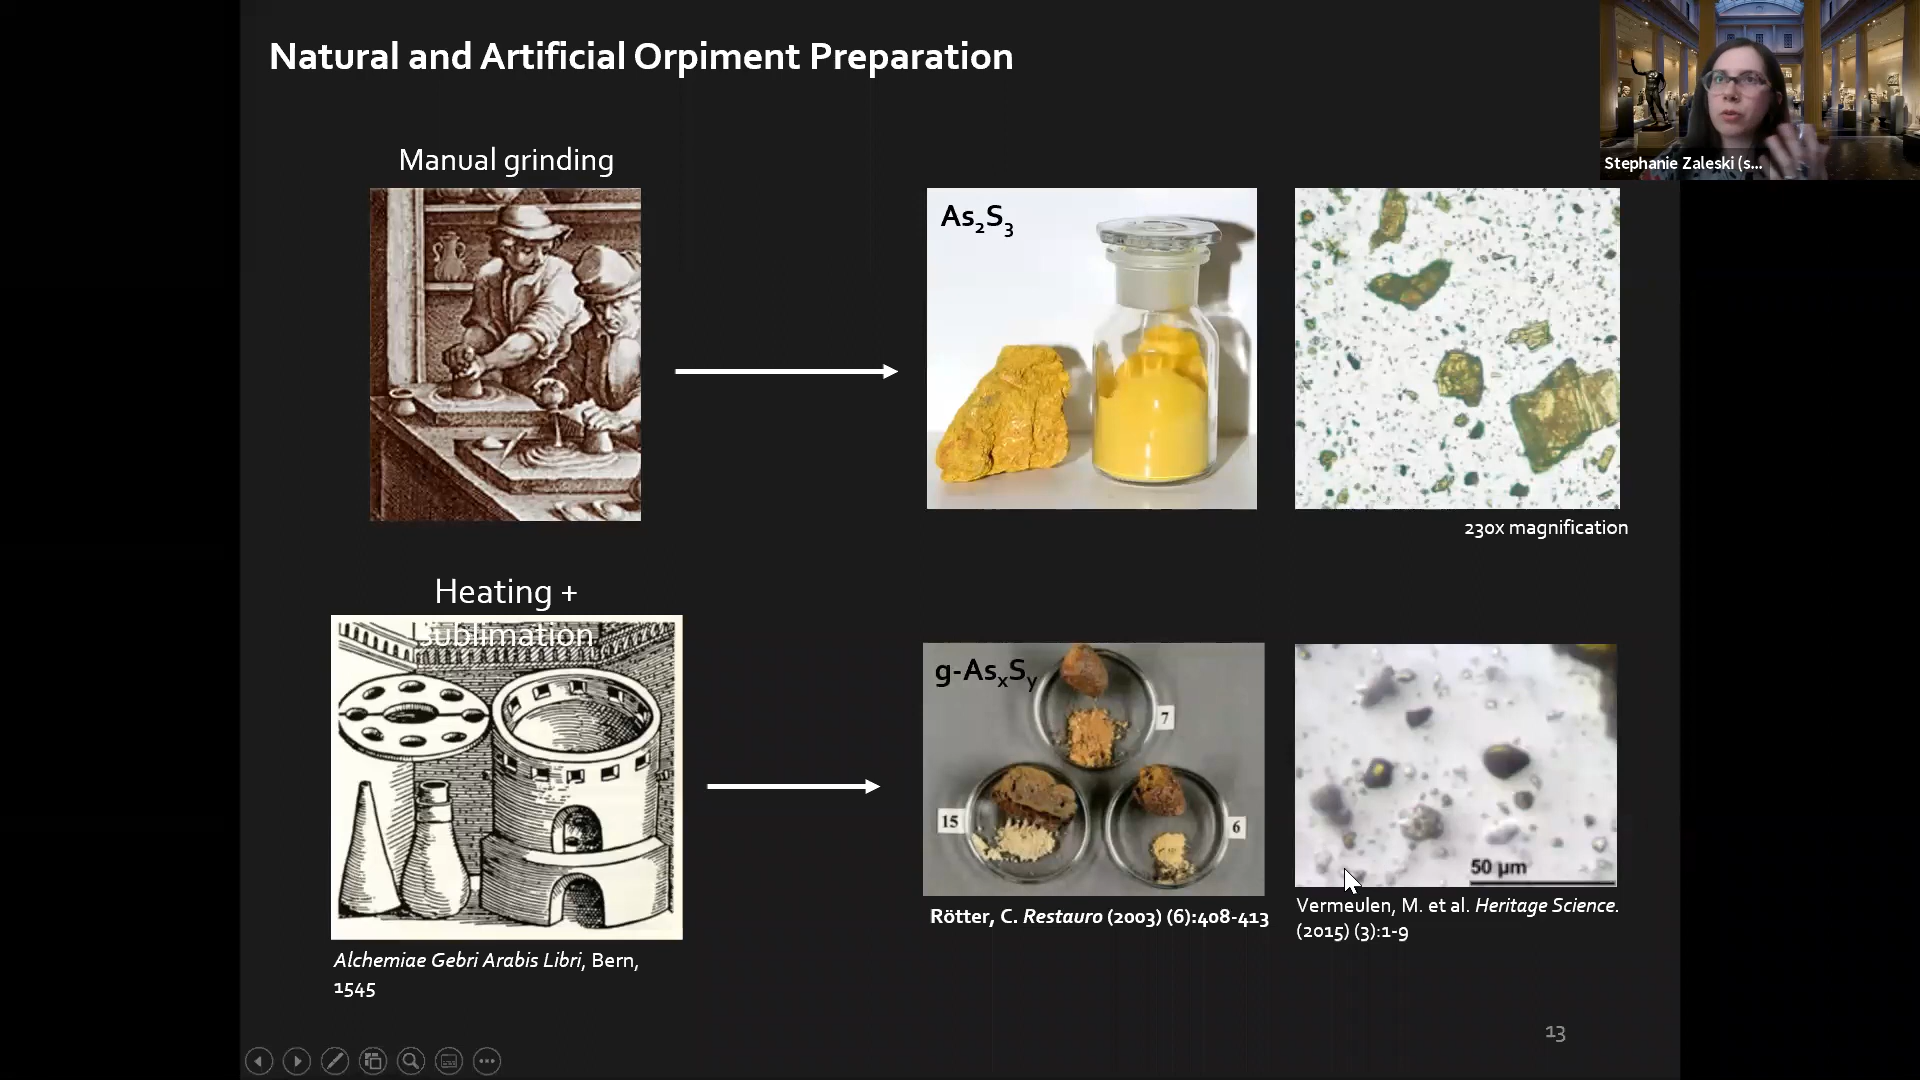 Natural and Artificial Orpiment Preparation
Stephanie Zaleski (s...
Manual grinding
As2S3
230x magnification
Heating +
sublimation
g-AsxSy
7
15
6
50 µm
Rötter, C. Restauro (2003) (6):408-413
Vermeulen, M. et al. Heritage Science.
(2015) (3):1-9
Alchemiae Gebri Arabis Libri, Bern,
1545
13